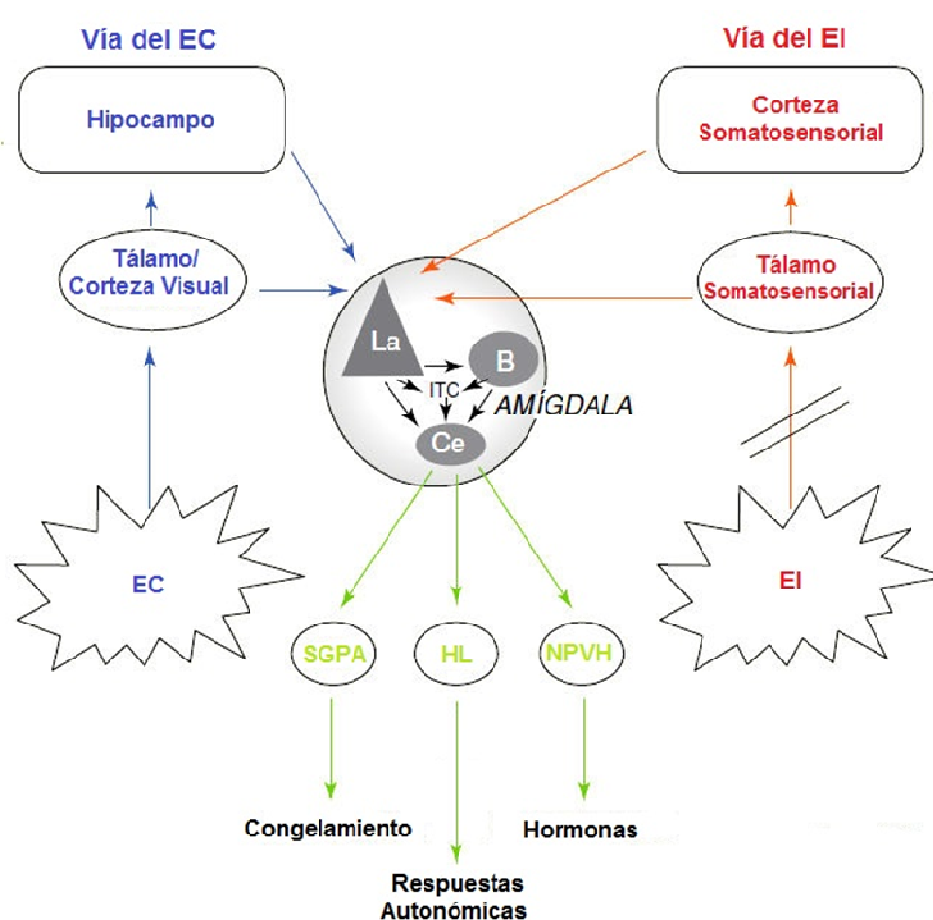 Vía del EC
Vía del EI
Hipocampo
Corteza
Somatosensorial
Tálamo/
Corteza Visual
Tálamo
Somatosensorial
La
B
ITC
AMÍGDALA
Ce
EC
EI
SGPA
HL
NPVH
Congelamiento
Hormonas
Respuestas
Autonómicas